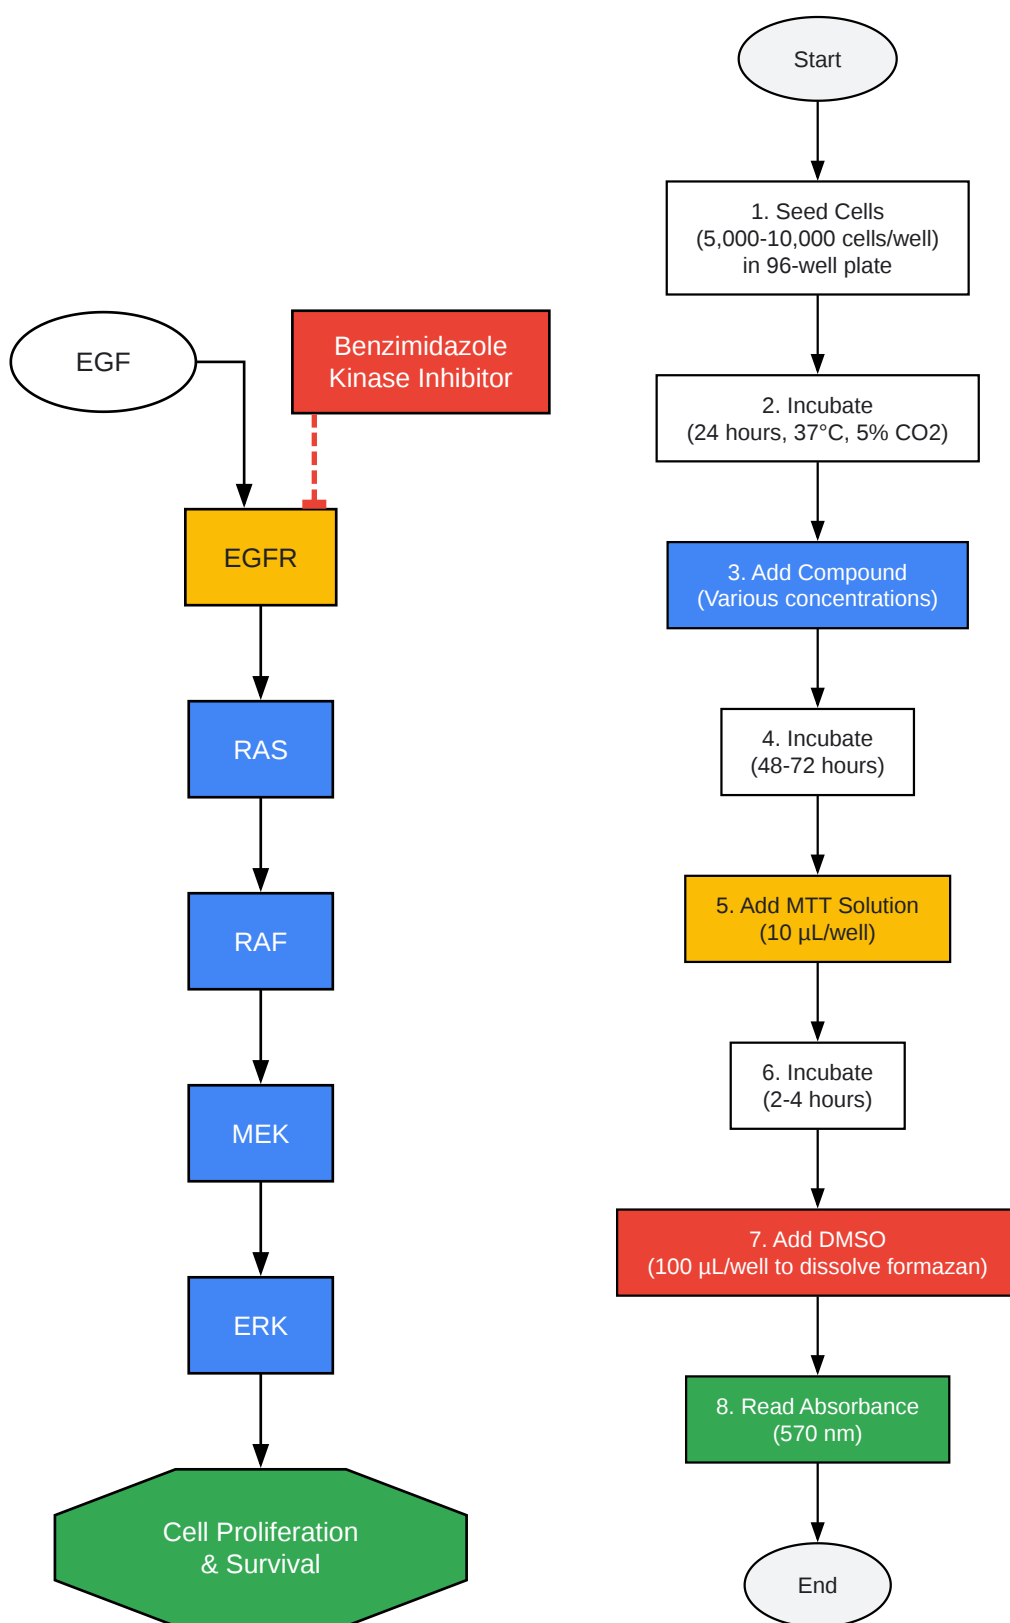 EGF
Benzimidazole
Kinase Inhibitor
EGFR
RAS
RAF
MEK
ERK
Cell Proliferation
& Survival
Start
1. Seed Cells
(5,000-10,000 cells/well)
in 96-well plate
2. Incubate
(24 hours, 37°C, 5% CO2)
3. Add Compound
(Various concentrations)
4. Incubate
(48-72 hours)
5. Add MTT Solution
(10 µL/well)
6. Incubate
(2-4 hours)
7. Add DMSO
(100 µL/well to dissolve formazan)
8. Read Absorbance
(570 nm)
End